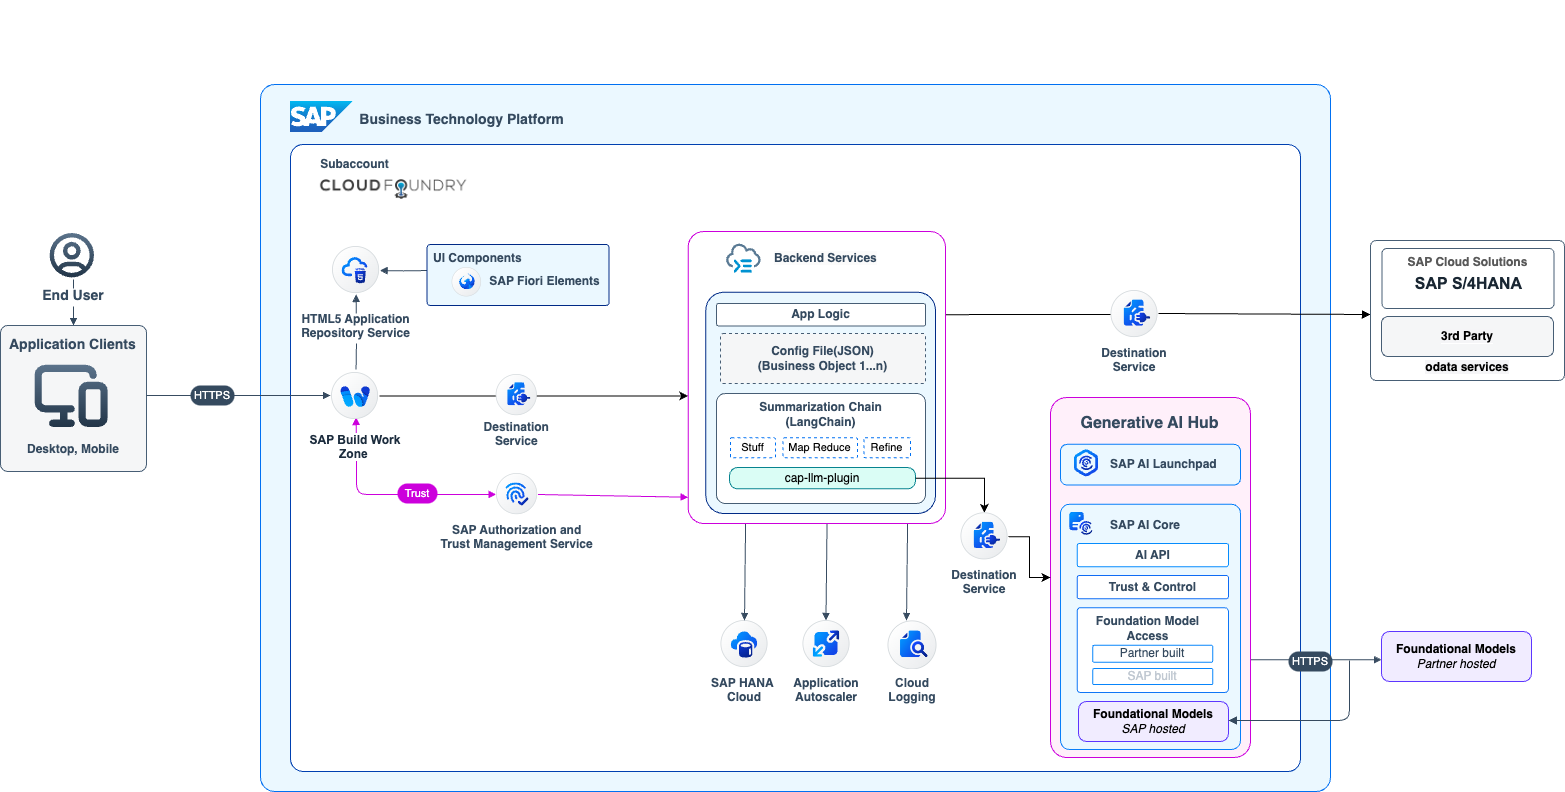 SAP
Business Technology Platform
Subaccount
CLOUD FOUNDRY
End User
Application Clients
Desktop, Mobile
HTTPS
HTML5 Application
Repository Service
UI Components
SAP Fiori Elements
SAP Build Work
Zone
Destination
Service
Trust
SAP Authorization and
Trust Management Service
Backend Services
App Logic
Config File(JSON)
(Business Object 1...n)
Summarization Chain
(LangChain)
Stuff
Map Reduce
Refine
cap-llm-plugin
SAP HANA
Cloud
Application
Autoscaler
Cloud
Logging
Destination
Service
Destination
Service
SAP Cloud Solutions
SAP S/4HANA
3rd Party
odata services
Generative AI Hub
SAP AI Launchpad
SAP AI Core
AI API
Trust & Control
Foundation Model
Access
Partner built
SAP built
Foundational Models
SAP hosted
HTTPS
Foundational Models
Partner hosted